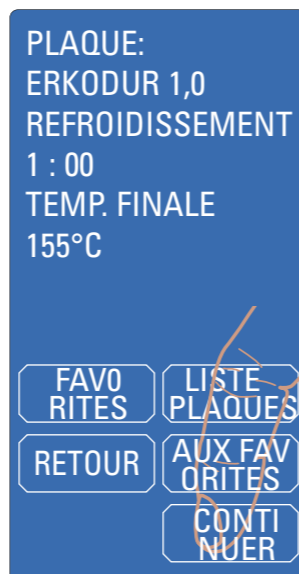 PLAQUE:
ERKODUR 1,0
REFROIDISSEMENT
1 : 00
TEMP. FINALE
155°C
FAVO
RITES
LISTE
PLAQUES
RETOUR
AUX FAV
ORITES
CONTI
NUER